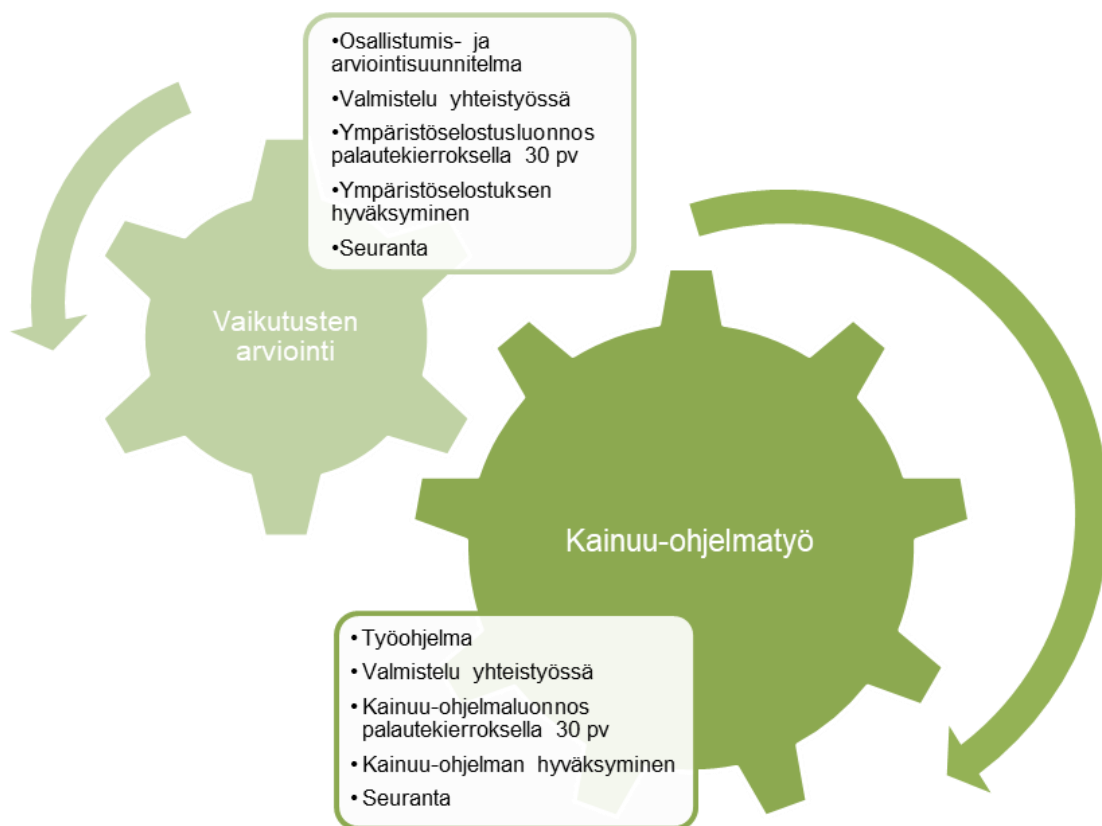 •Osallistumis- ja
arviointisuunnitelma
•Valmistelu yhteistyössä
•Ympäristöselostusluonnos
palautekierroksella 30 pv
•Ympäristöselostuksen
hyväksyminen
•Seuranta
Vaikutusten
arviointi
Kainuu-ohjelmatyö
•Työohjelma
•Valmistelu yhteistyössä
•Kainuu-ohjelmaluonnos
palautekierroksella 30 pv
•Kainuu-ohjelman hyväksyminen
•Seuranta